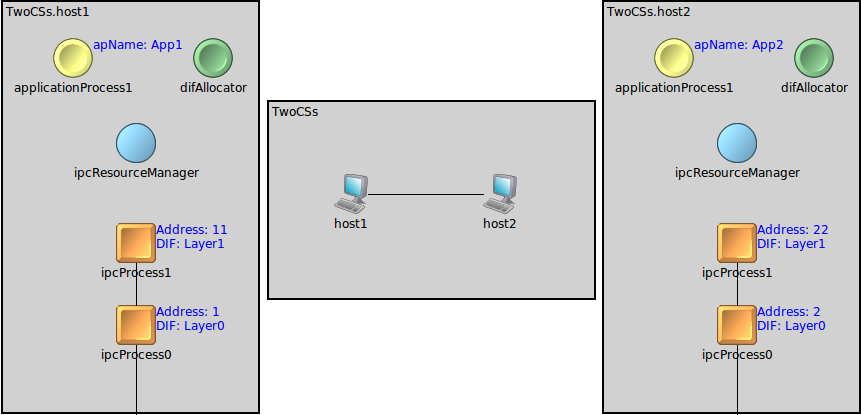 TwoCSs.host1
apName: App1
applicationProcess1
difAllocator
ipcResourceManager
Address: 11
DIF: Layer1
ipcProcess1
Address: 1
DIF: Layer0
ipcProcess0
TwoCSs
host1
host2
TwoCSs.host2
apName: App2
applicationProcess1
difAllocator
ipcResourceManager
Address: 22
DIF: Layer1
ipcProcess1
Address: 2
DIF: Layer0
ipcProcess0